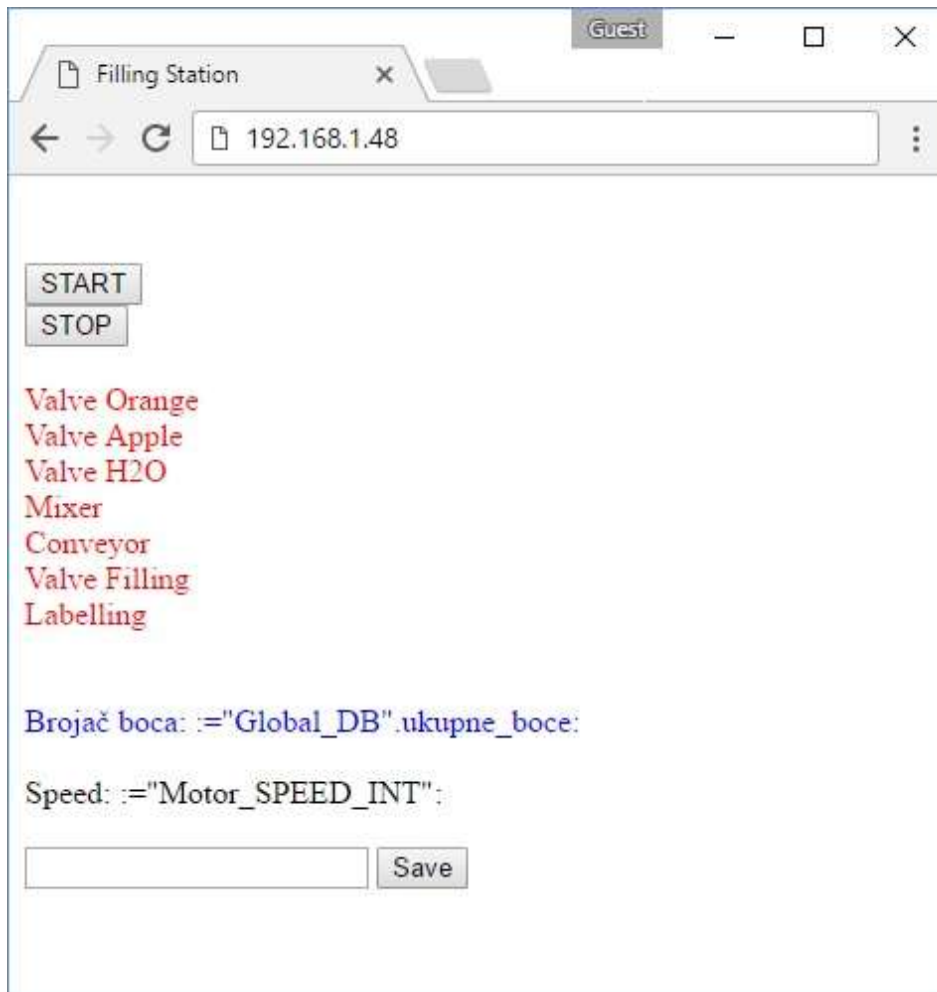 Guest
Filling Station
192.168.1.48
START
STOP
Valve Orange
Valve Apple
Valve H2O
Mixer
Conveyor
Valve Filling
Labelling
Brojač boca: :="Global_DB".ukupne_boce:
Speed: :="Motor_SPEED_INT":
Save